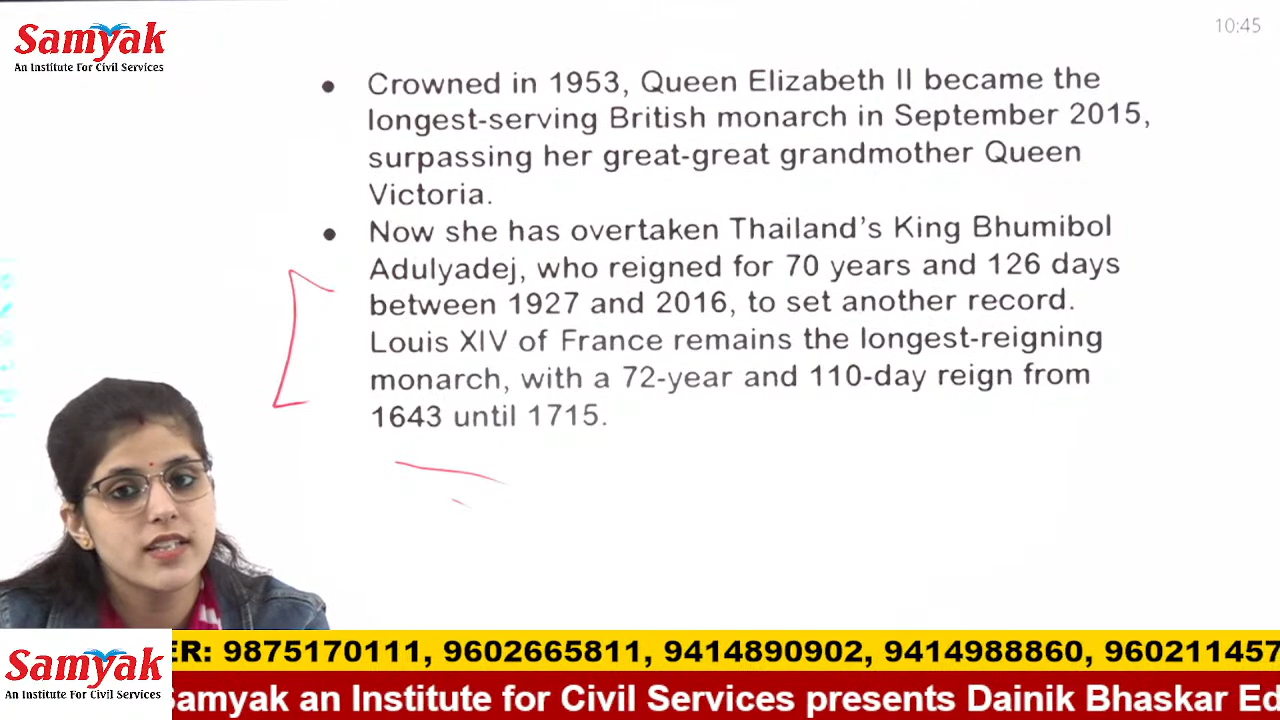 Samyak
An Institute For Civil Services
10:45
• Crowned in 1953, Queen Elizabeth II became the
longest-serving British monarch in September 2015,
surpassing her great-great grandmother Queen
Victoria.
• Now she has overtaken Thailand's King Bhumibol
Adulyadej, who reigned for 70 years and 126 days
between 1927 and 2016, to set another record.
Louis XIV of France remains the longest-reigning
monarch, with a 72-year and 110-day reign from
1643 until 1715.
Samyak
An Institute For Civil Services
ER: 9875170111, 9602665811, 9414890902, 9414988860, 960211457
Samyak an Institute for Civil Services presents Dainik Bhaskar Ed